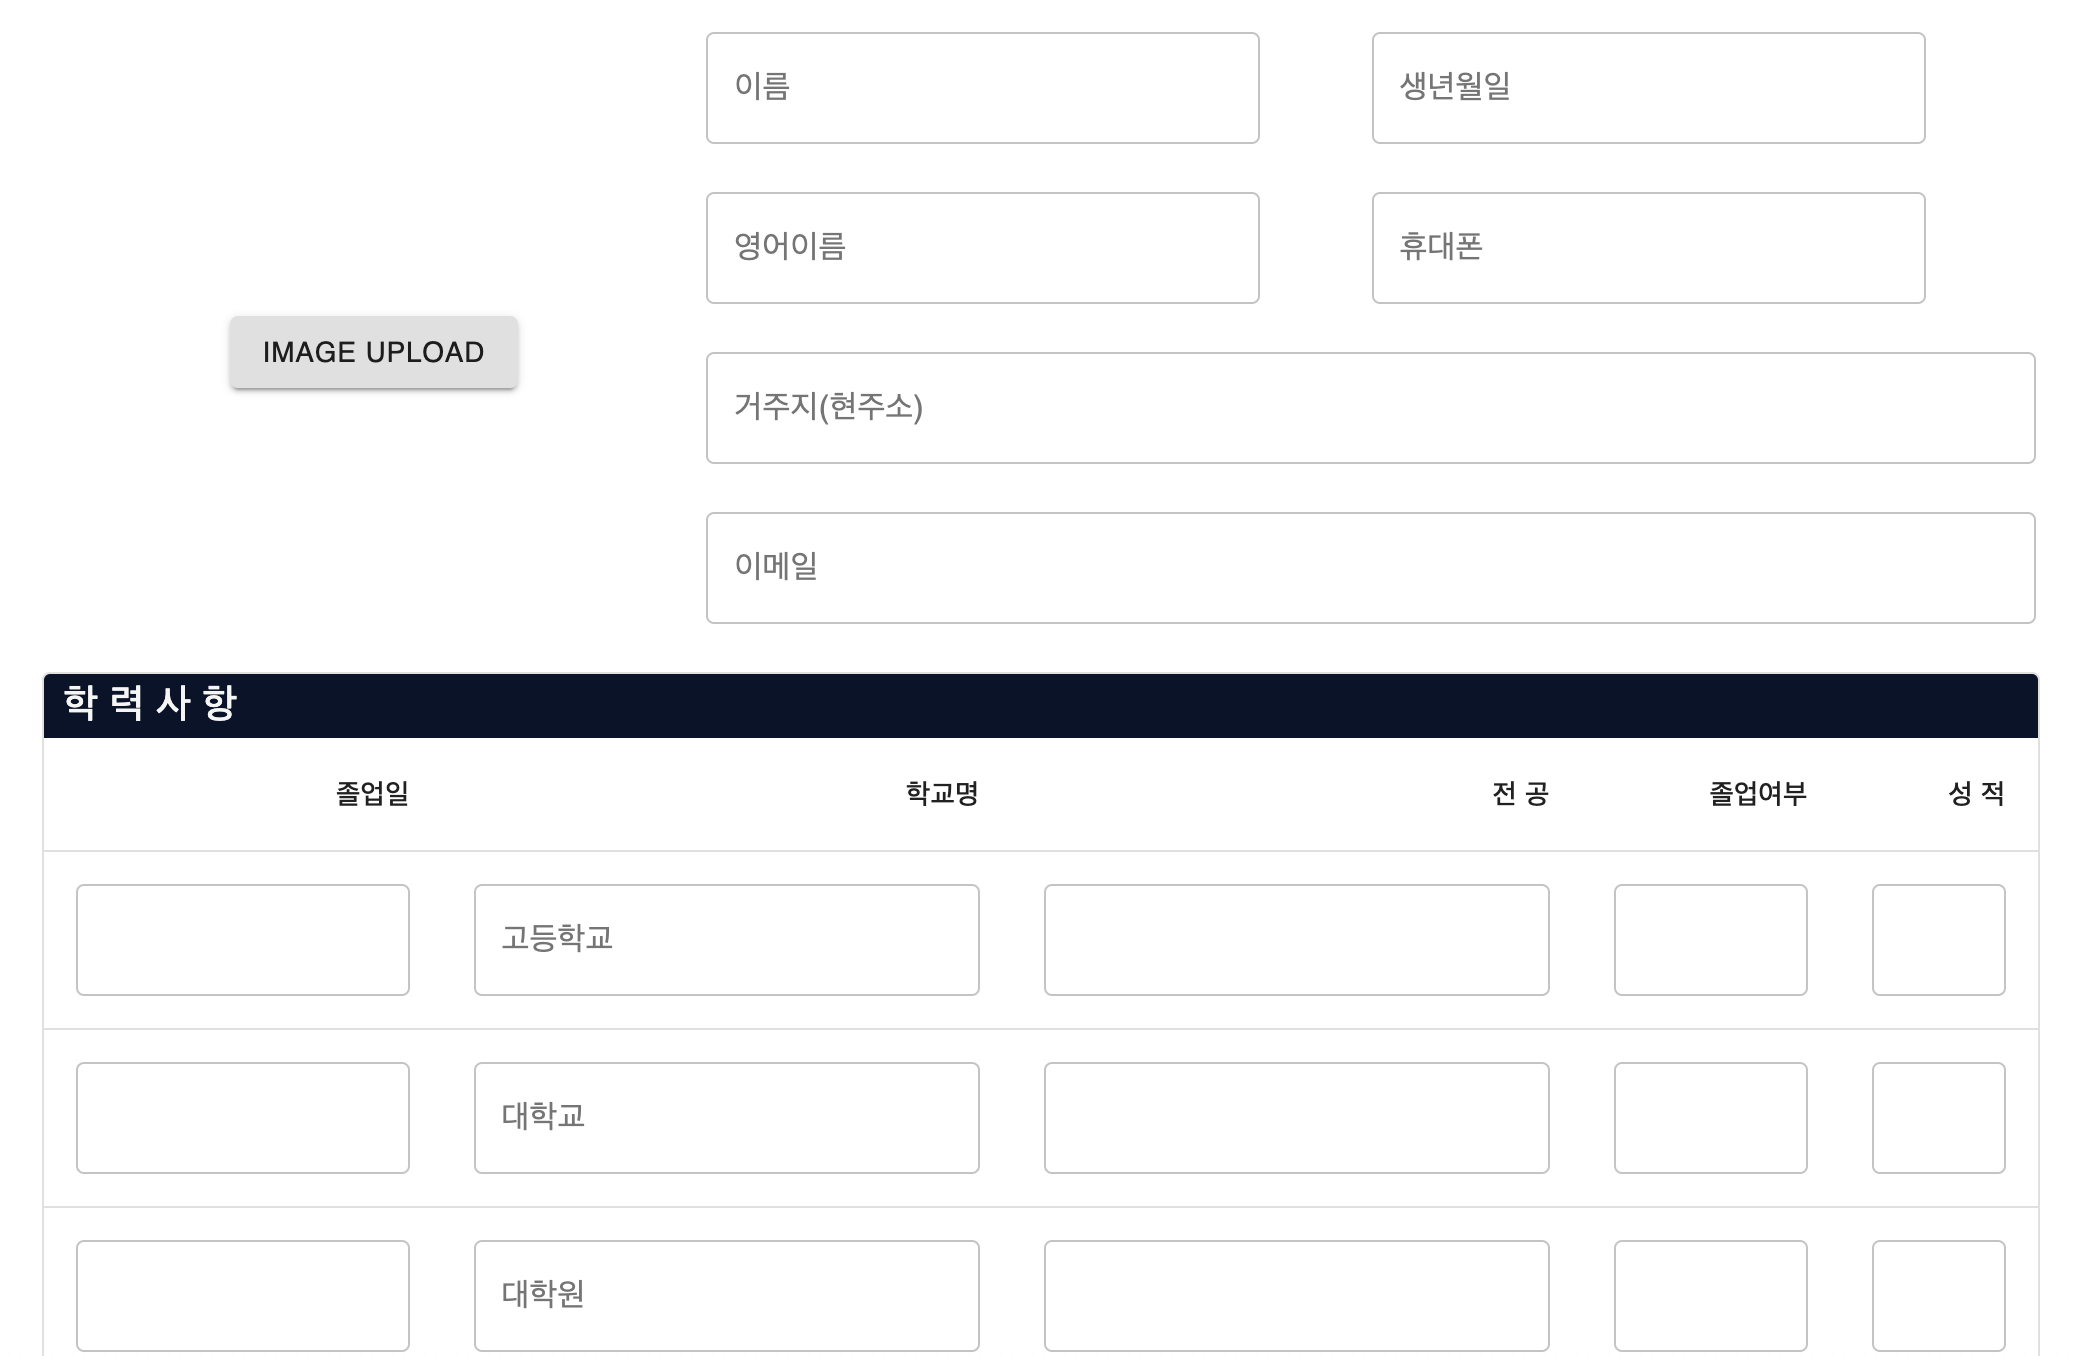 이름
생년월일
영어이름
휴대폰
IMAGE UPLOAD
거주지(현주소)
이메일
학 력 사 항
졸업일 학교명 전 공 졸업여부 성 적
고등학교
대학교
대학원